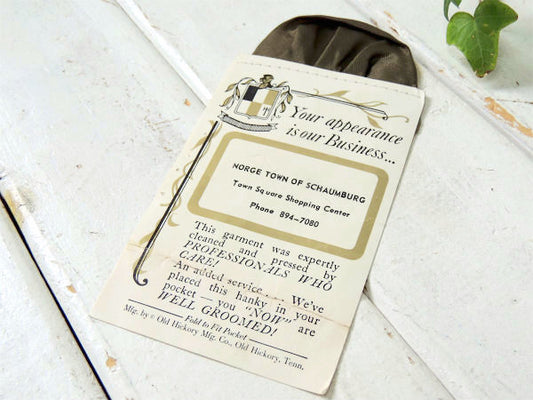 Your appearance
is our Business...
NORGE TOWN OF SCHAUMBURG
Town Square Shopping Center
Phone 894-7080
This garment was expertly
cleaned and pressed by
PROFESSIONALS WHO
CARE!
An added service.... We've
placed this hanky in your
pocket — you "NOW" are
WELL GROOMED!
Fold to Fit Pocket
Mfg. by © Old Hickory Mfg. Co., Old Hickory, Tenn.